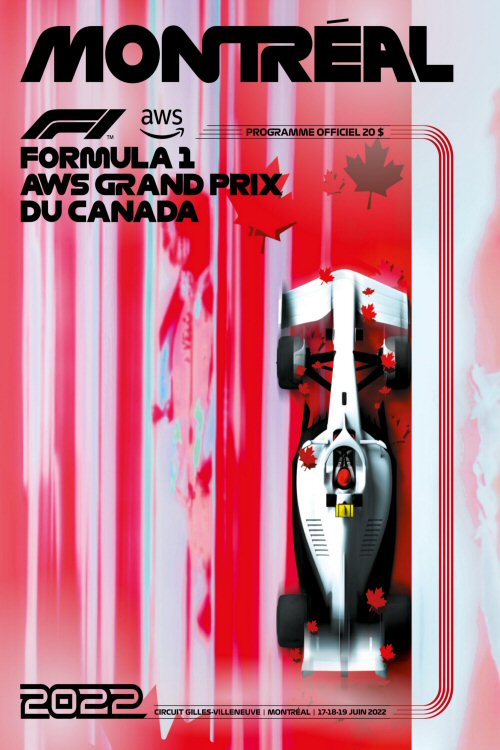 MONTRÉAL
F1 TM aws
PROGRAMME OFFICIEL 20 $
FORMULA 1
AWS GRAND PRIX
DU CANADA
2022
CIRCUIT GILLES-VILLENEUVE | MONTRÉAL | 17-18-19 JUIN 2022